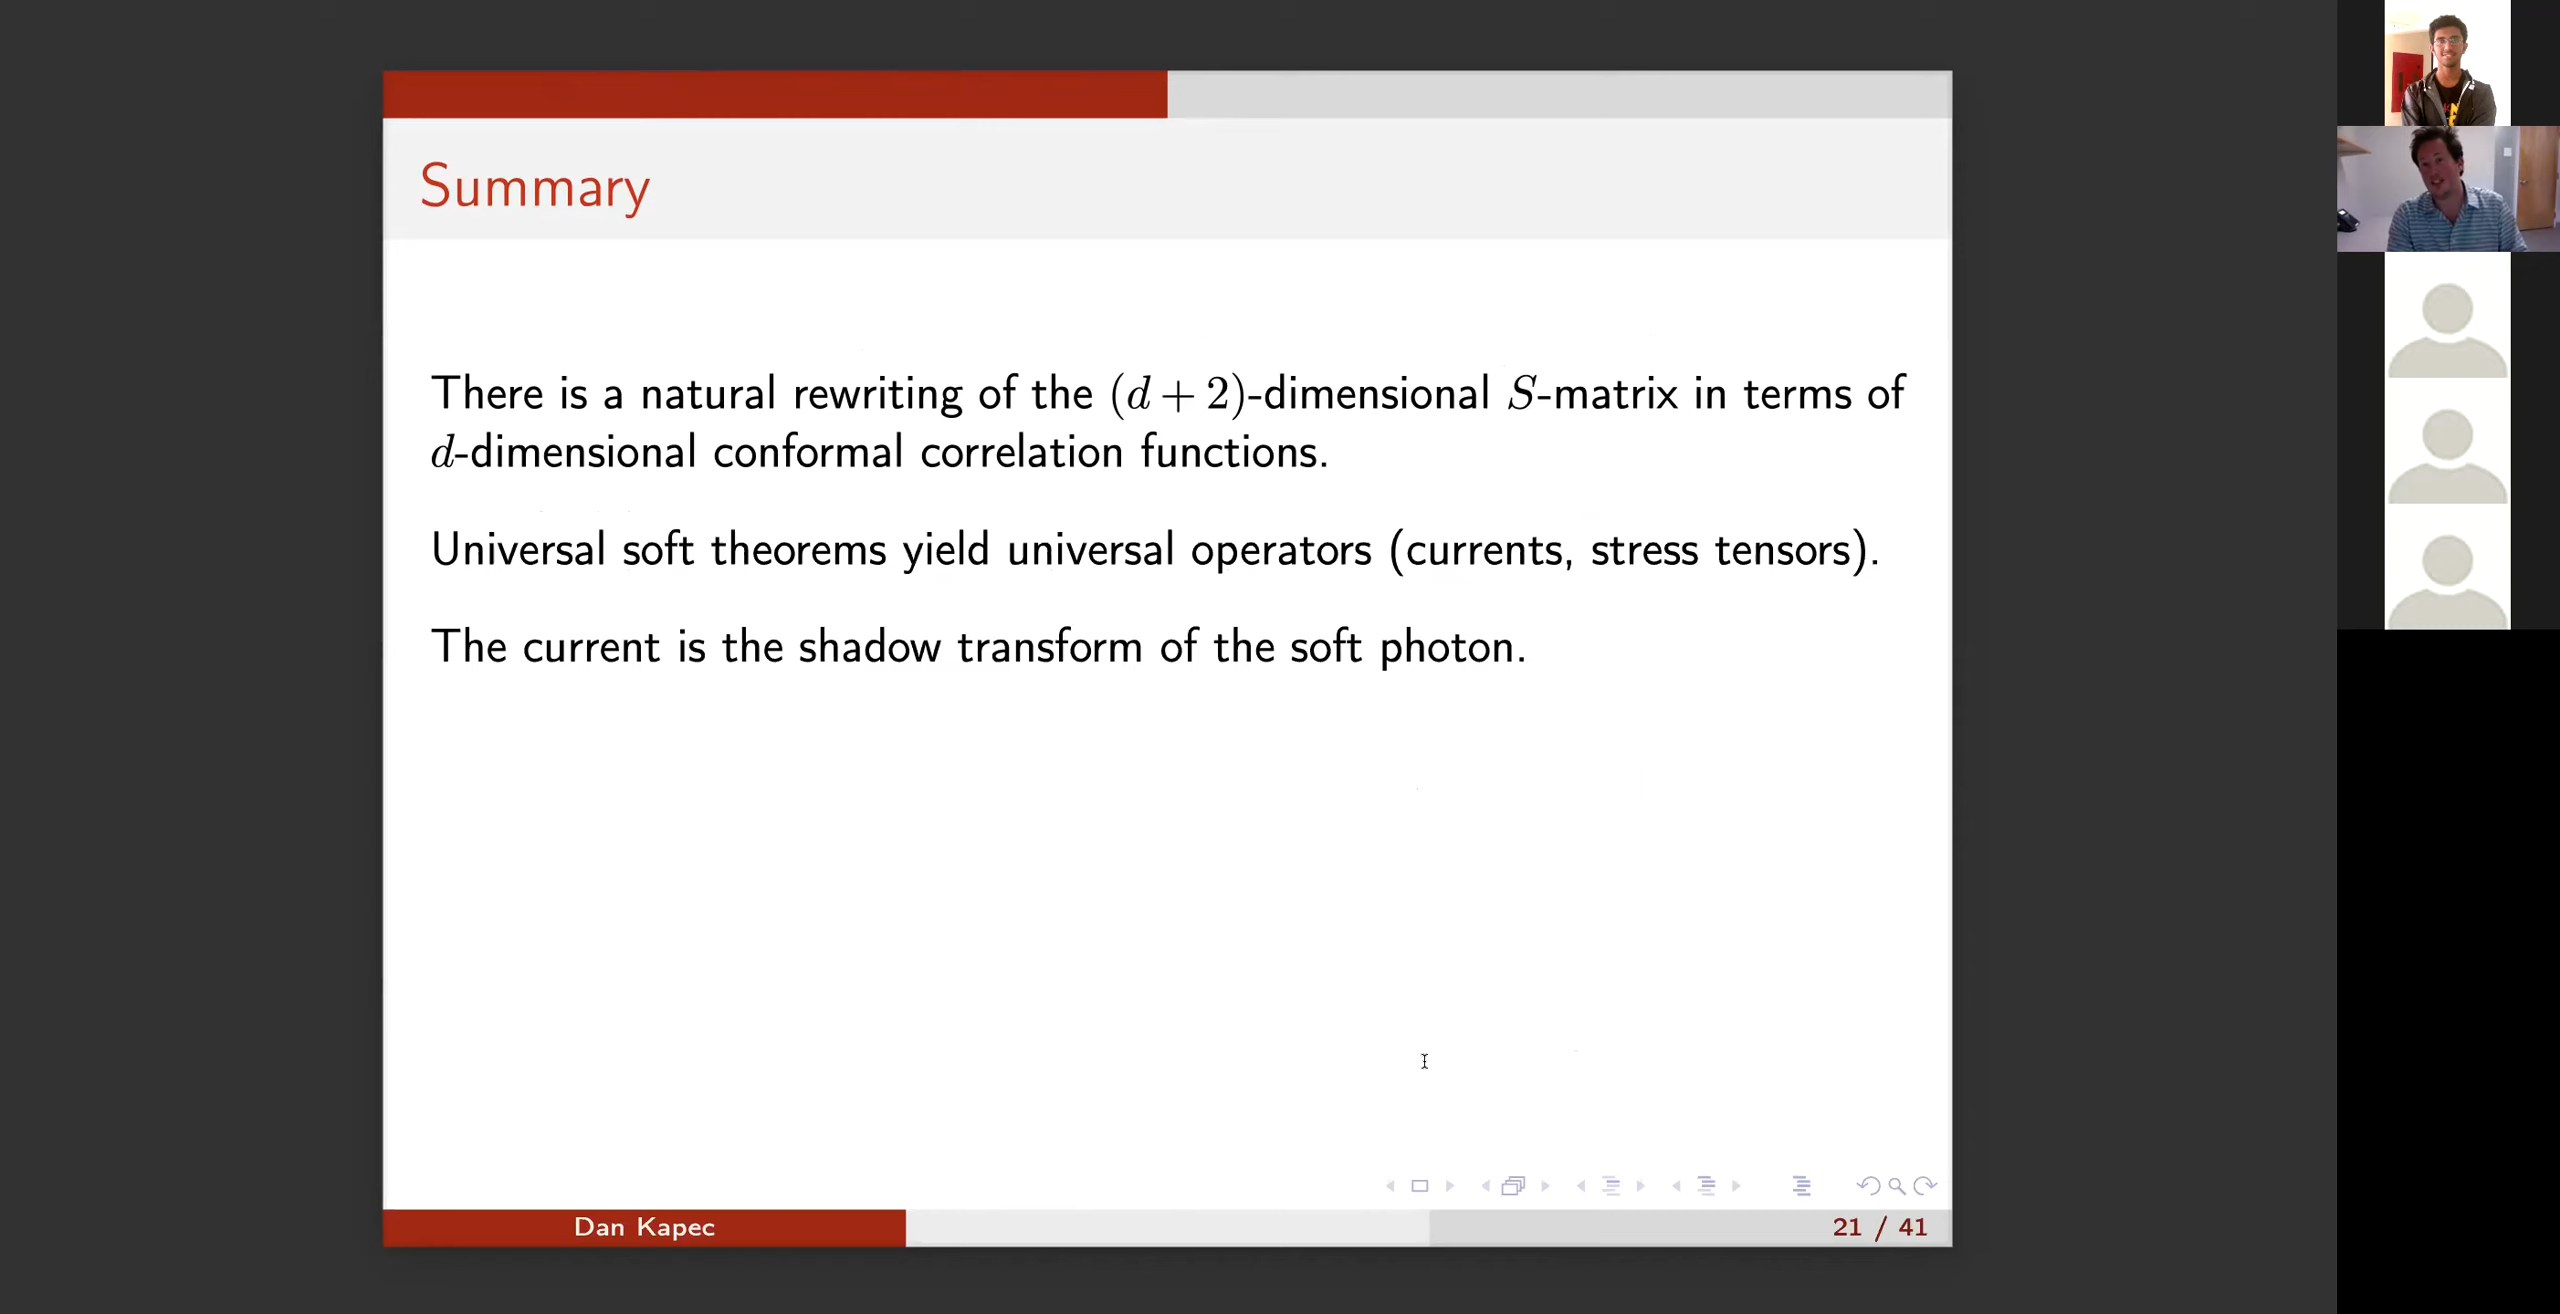 Summary
There is a natural rewriting of the (d + 2)-dimensional S-matrix in terms of
d-dimensional conformal correlation functions.
Universal soft theorems yield universal operators (currents, stress tensors).
The current is the shadow transform of the soft photon.
Dan Kapec
21 / 41